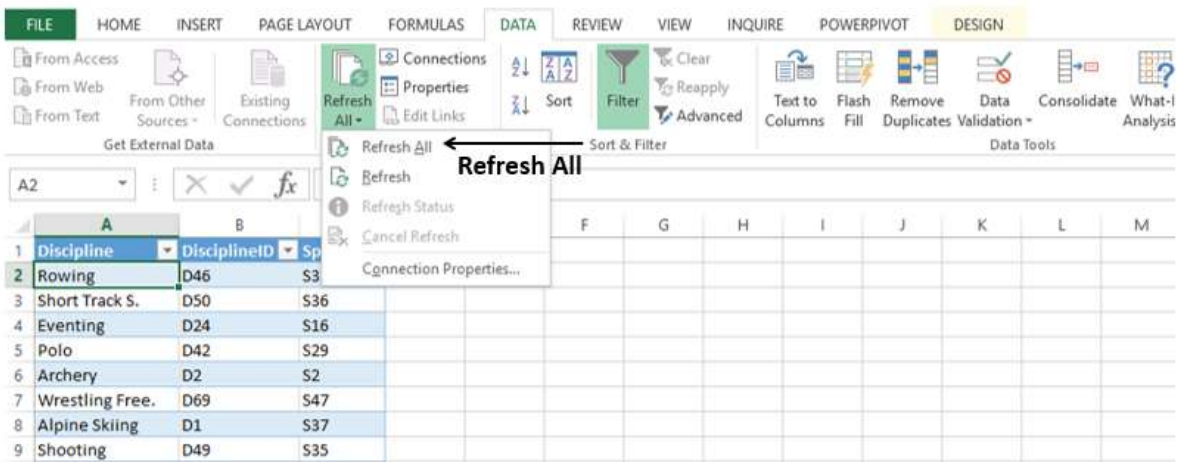 FILE HOME INSERT PAGE LAYOUT FORMULAS DATA REVIEW VIEW INQUIRE POWERPIVOT DESIGN
From Access
From Web
From Text
From Other
Sources
Existing
Connections
Get External Data
Refresh
All
Connections
Properties
Edit Links
A
Z
Z
A
Z A
A Z
Sort
Filter
Clear
Reapply
Advanced
Sort & Filter
Text to
Columns
Flash
Fill
Remove
Duplicates
Data
Validation
Consolidate
What-I
Analysis
Data Tools
Refresh All
Refresh
Refresh Status
Cancel Refresh
Connection Properties...
Refresh All
A2 fx
A B F G H I J K L M
1 Discipline DisciplineID Sp
2 Rowing D46 S3
3 Short Track S. D50 S36
4 Eventing D24 S16
5 Polo D42 S29
6 Archery D2 S2
7 Wrestling Free. D69 S47
8 Alpine Skiing D1 S37
9 Shooting D49 S35